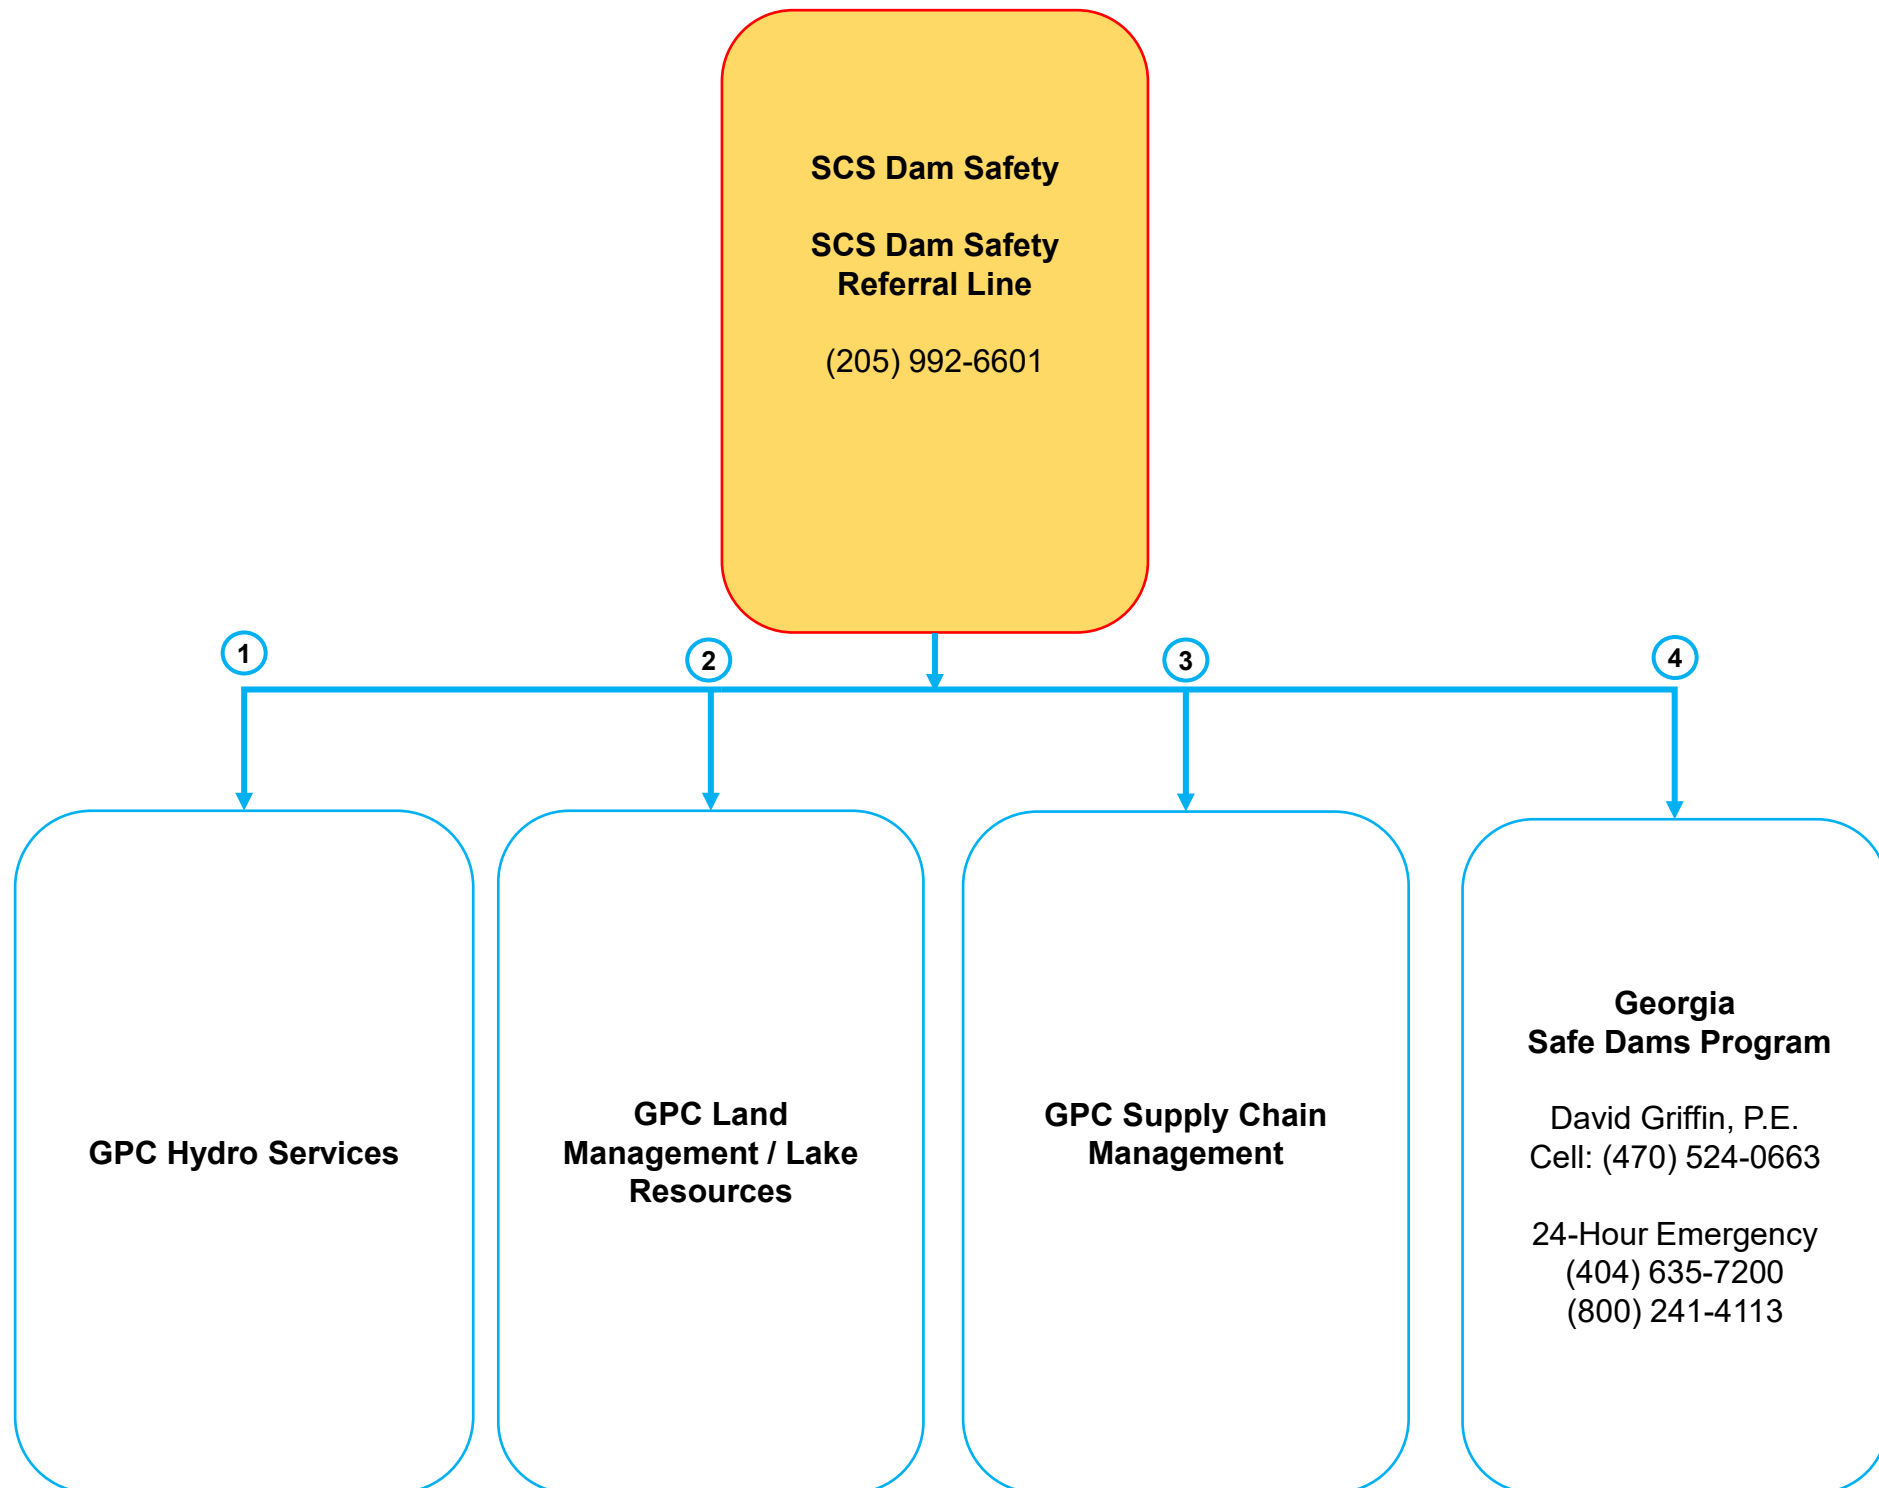 SCS Dam Safety
SCS Dam Safety
Referral Line
(205) 992-6601
1
2
3
4
GPC Hydro Services
GPC Land
Management / Lake
Resources
GPC Supply Chain
Management
Georgia
Safe Dams Program
David Griffin, P.E.
Cell: (470) 524-0663
24-Hour Emergency
(404) 635-7200
(800) 241-4113